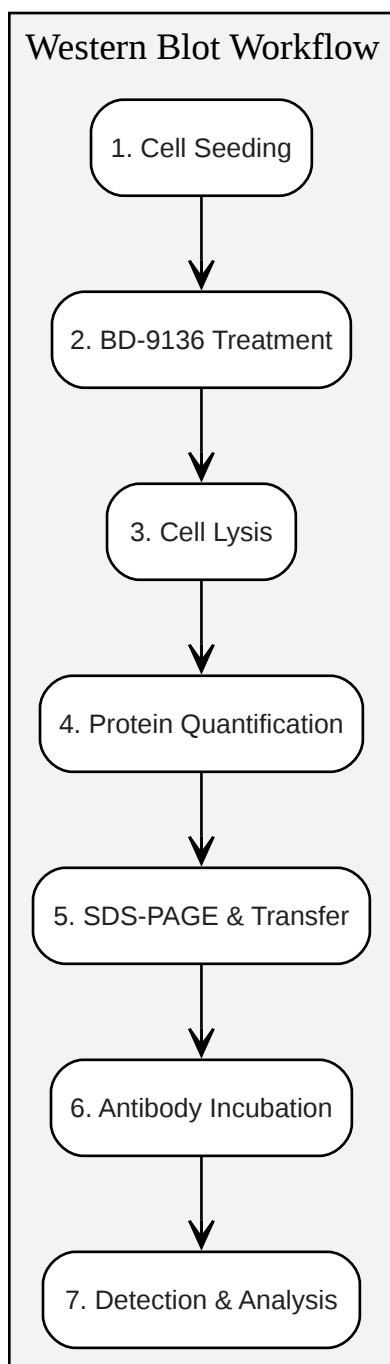 Western Blot Workflow
1. Cell Seeding
2. BD-9136 Treatment
3. Cell Lysis
4. Protein Quantification
5. SDS-PAGE & Transfer
6. Antibody Incubation
7. Detection & Analysis